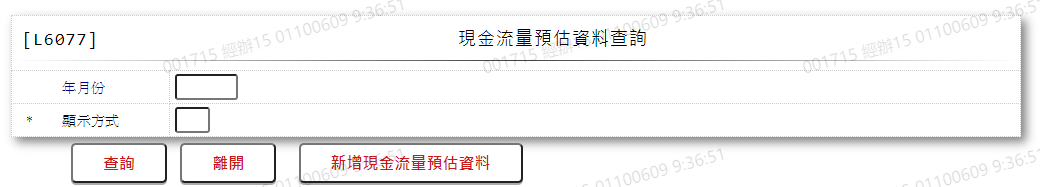 001715 經辦15 01100609 9:36:51
[L6077] 現金流量預估資料查詢
年月份
* 顯示方式
查詢 離開 新增現金流量預估資料